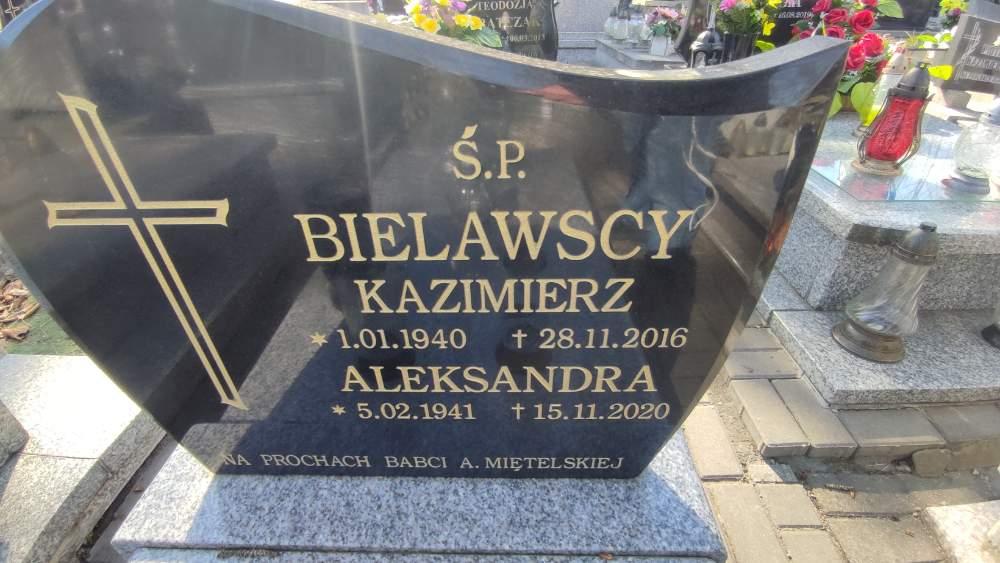 TEODOZJA
Ś.P.
BIELAWSCY
KAZIMIERZ
* 1.01.1940 † 28.11.2016
ALEKSANDRA
* 5.02.1941 † 15.11.2020
NA PROCHACH BABCI A. MIĘTELSKIEJ